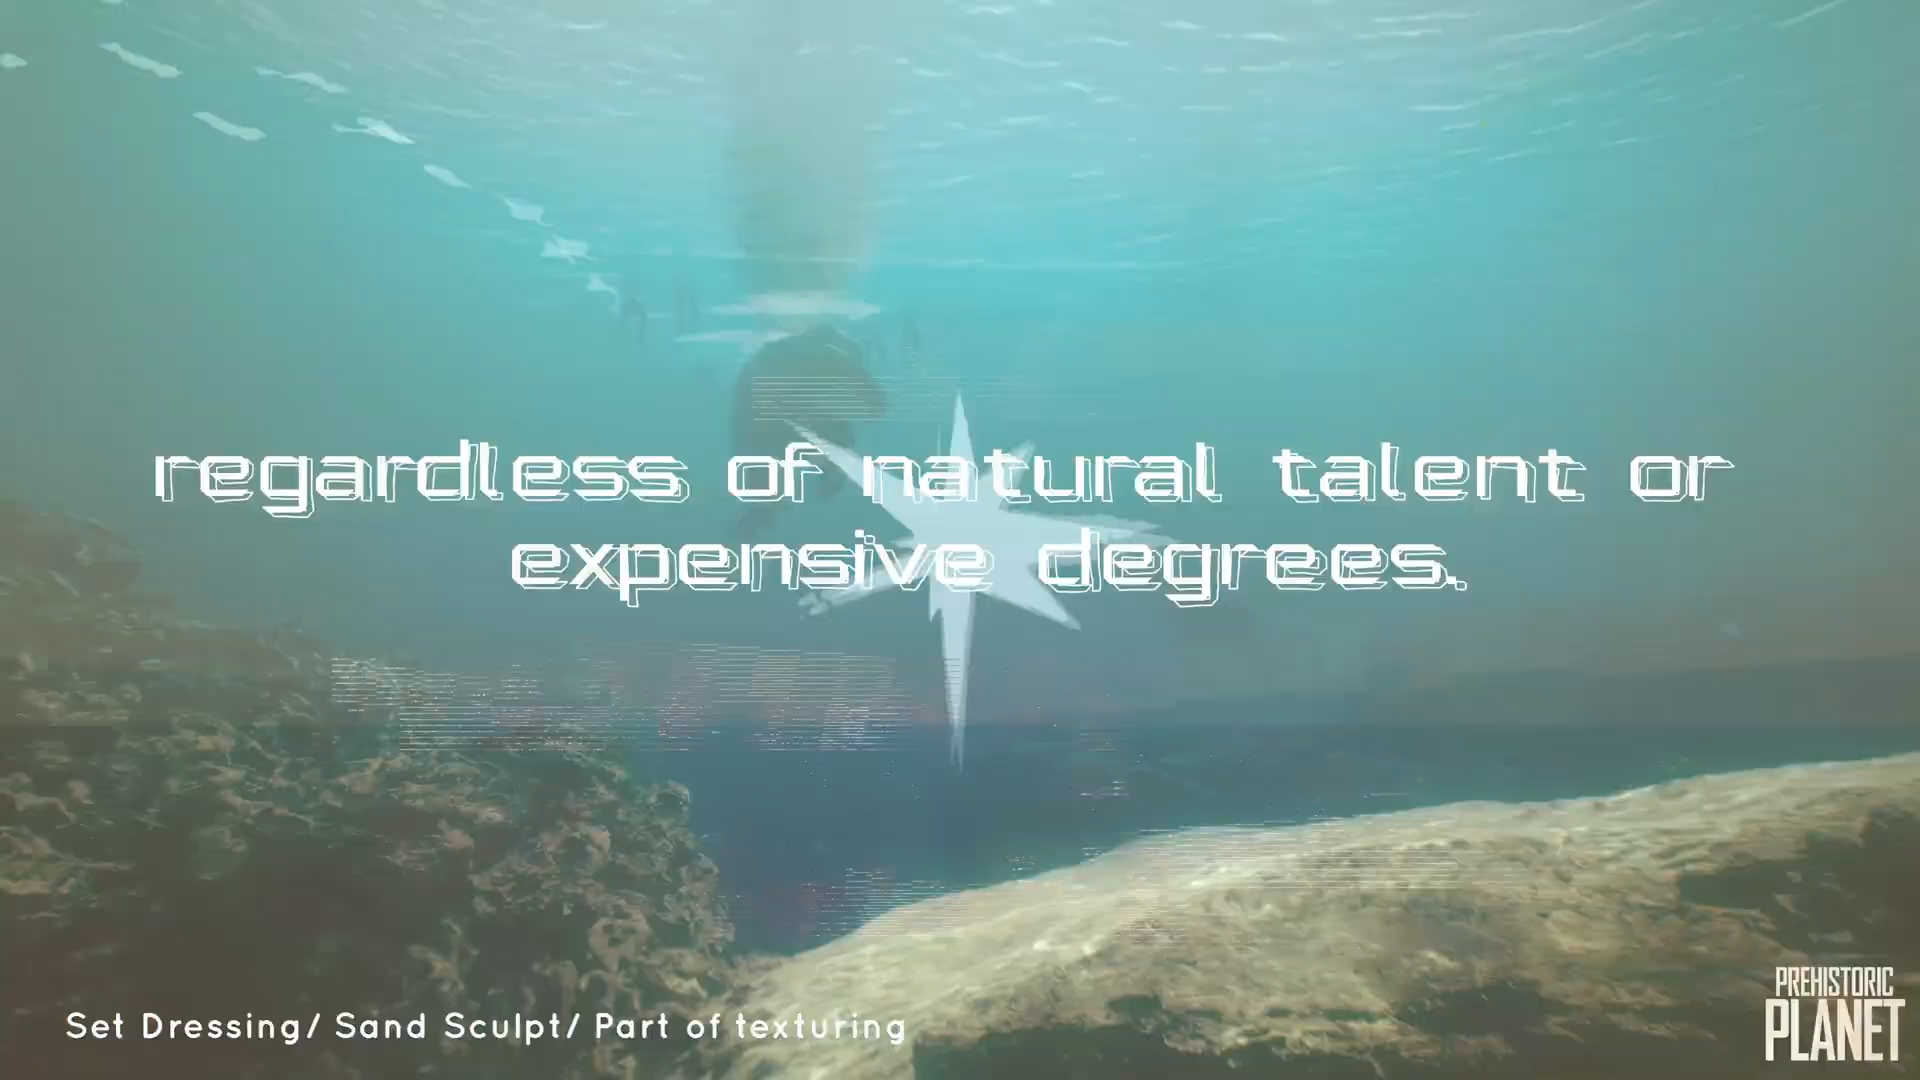 regardless of natural talent or
expensive degrees.
Set Dressing/ Sand Sculpt/ Part of texturing
PREHISTORIC
PLANET